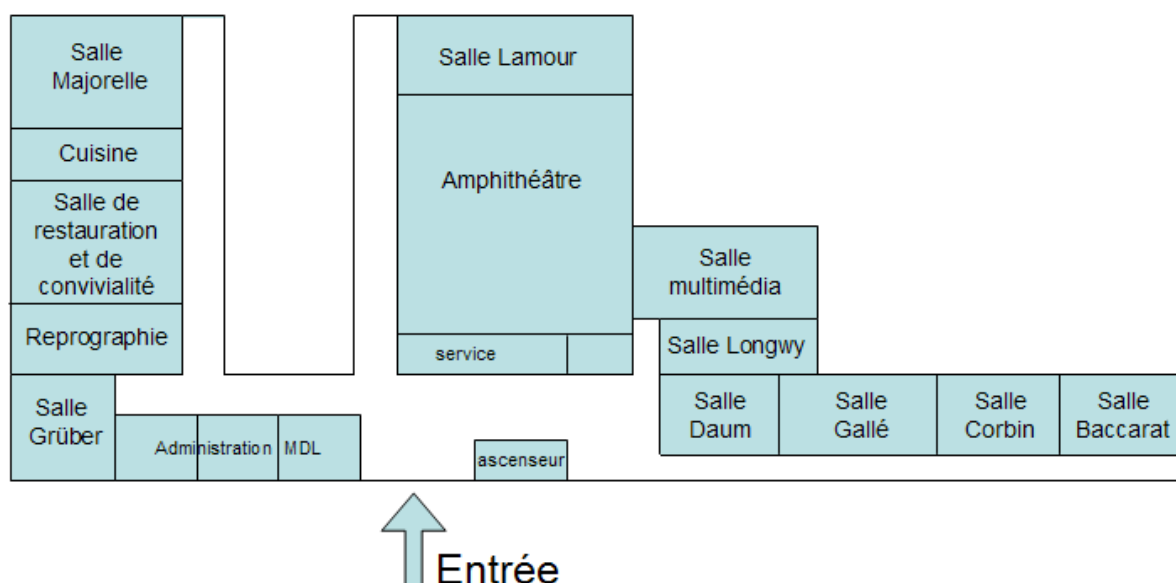 Salle
Majorelle
Salle Lamour
Cuisine
Amphithéâtre
Salle de
restauration
et de
convivialité
Salle
multimédia
Reprographie
service
Salle Longwy
Salle
Grüber
Salle
Daum
Salle
Gallé
Salle
Corbin
Salle
Baccarat
Administration
MDL
ascenseur
Entrée